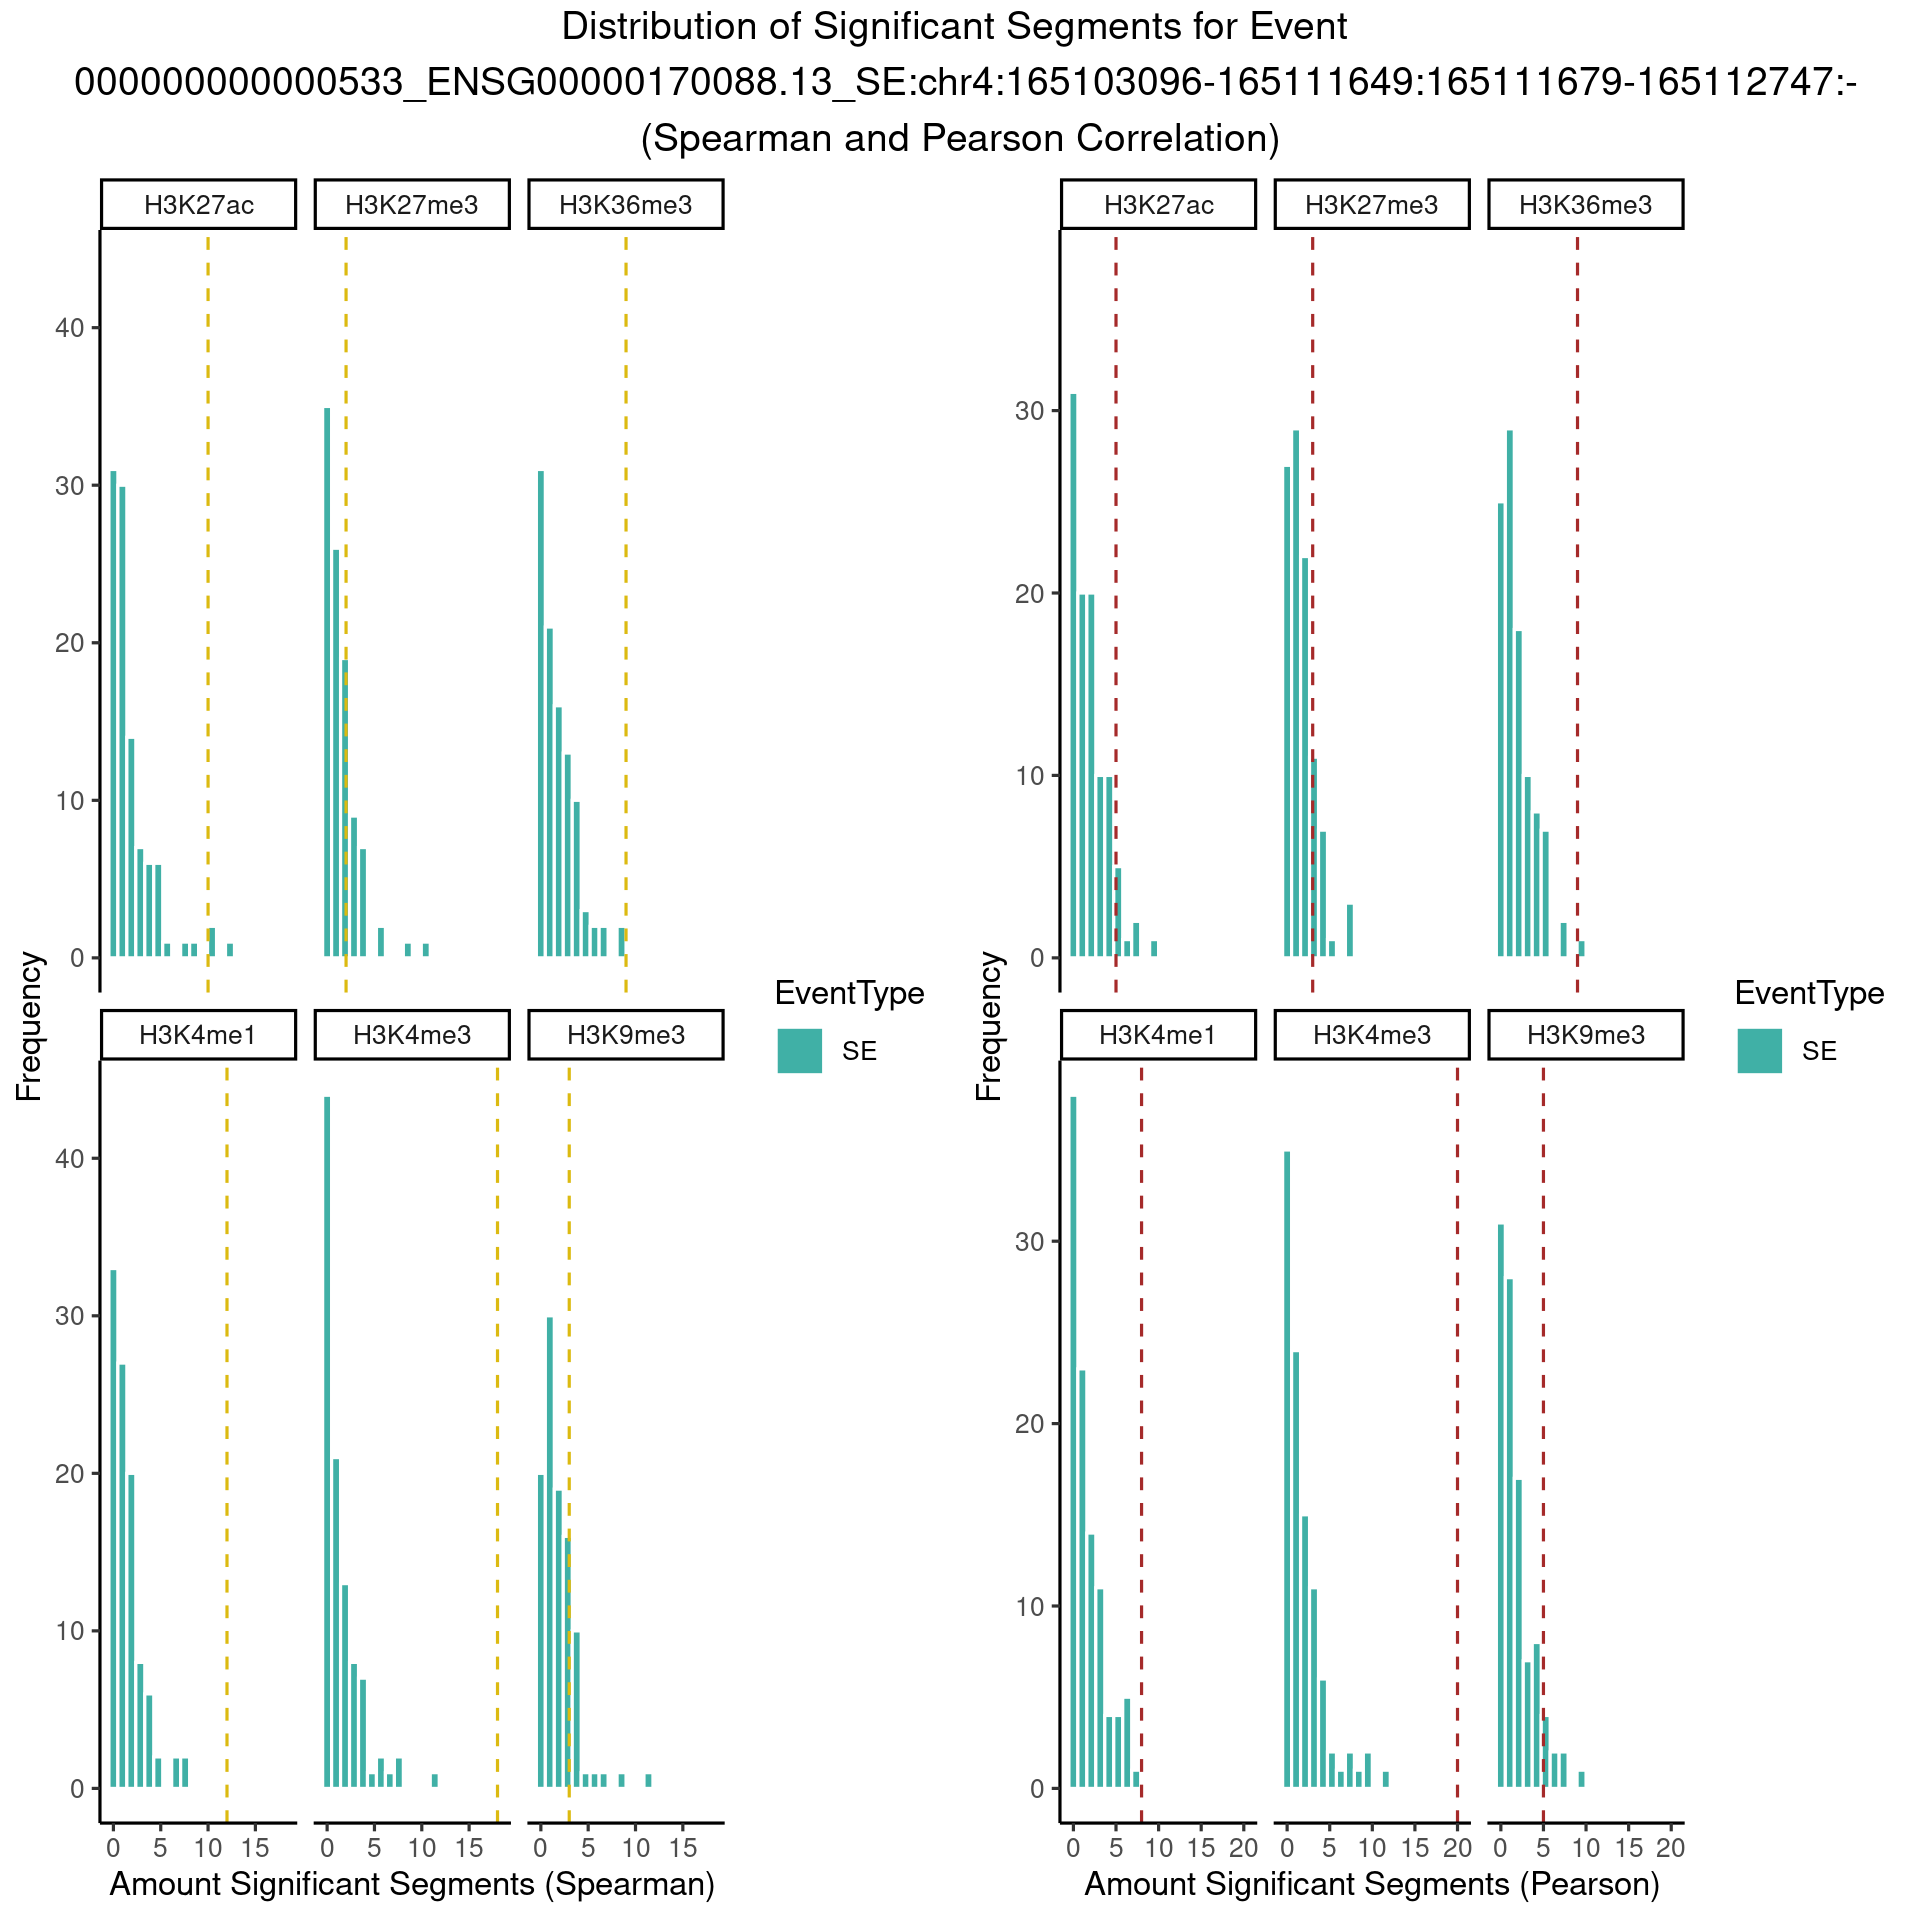 Distribution of Significant Segments for Event
000000000000533_ENSG00000170088.13_SE:chr4:165103096-165111649:165111679-165112747:-
(Spearman and Pearson Correlation)
H3K27ac H3K27me3 H3K36me3
40
30
20
10
0
H3K4me1 H3K4me3 H3K9me3
40
30
20
10
0
0 5 10 15 0 5 10 15 0 5 10 15
Frequency
Amount Significant Segments (Spearman)
EventType
SE
H3K27ac H3K27me3 H3K36me3
30
20
10
0
H3K4me1 H3K4me3 H3K9me3
30
20
10
0
0 5 10 15 20 0 5 10 15 20 0 5 10 15 20
Frequency
Amount Significant Segments (Pearson)
EventType
SE